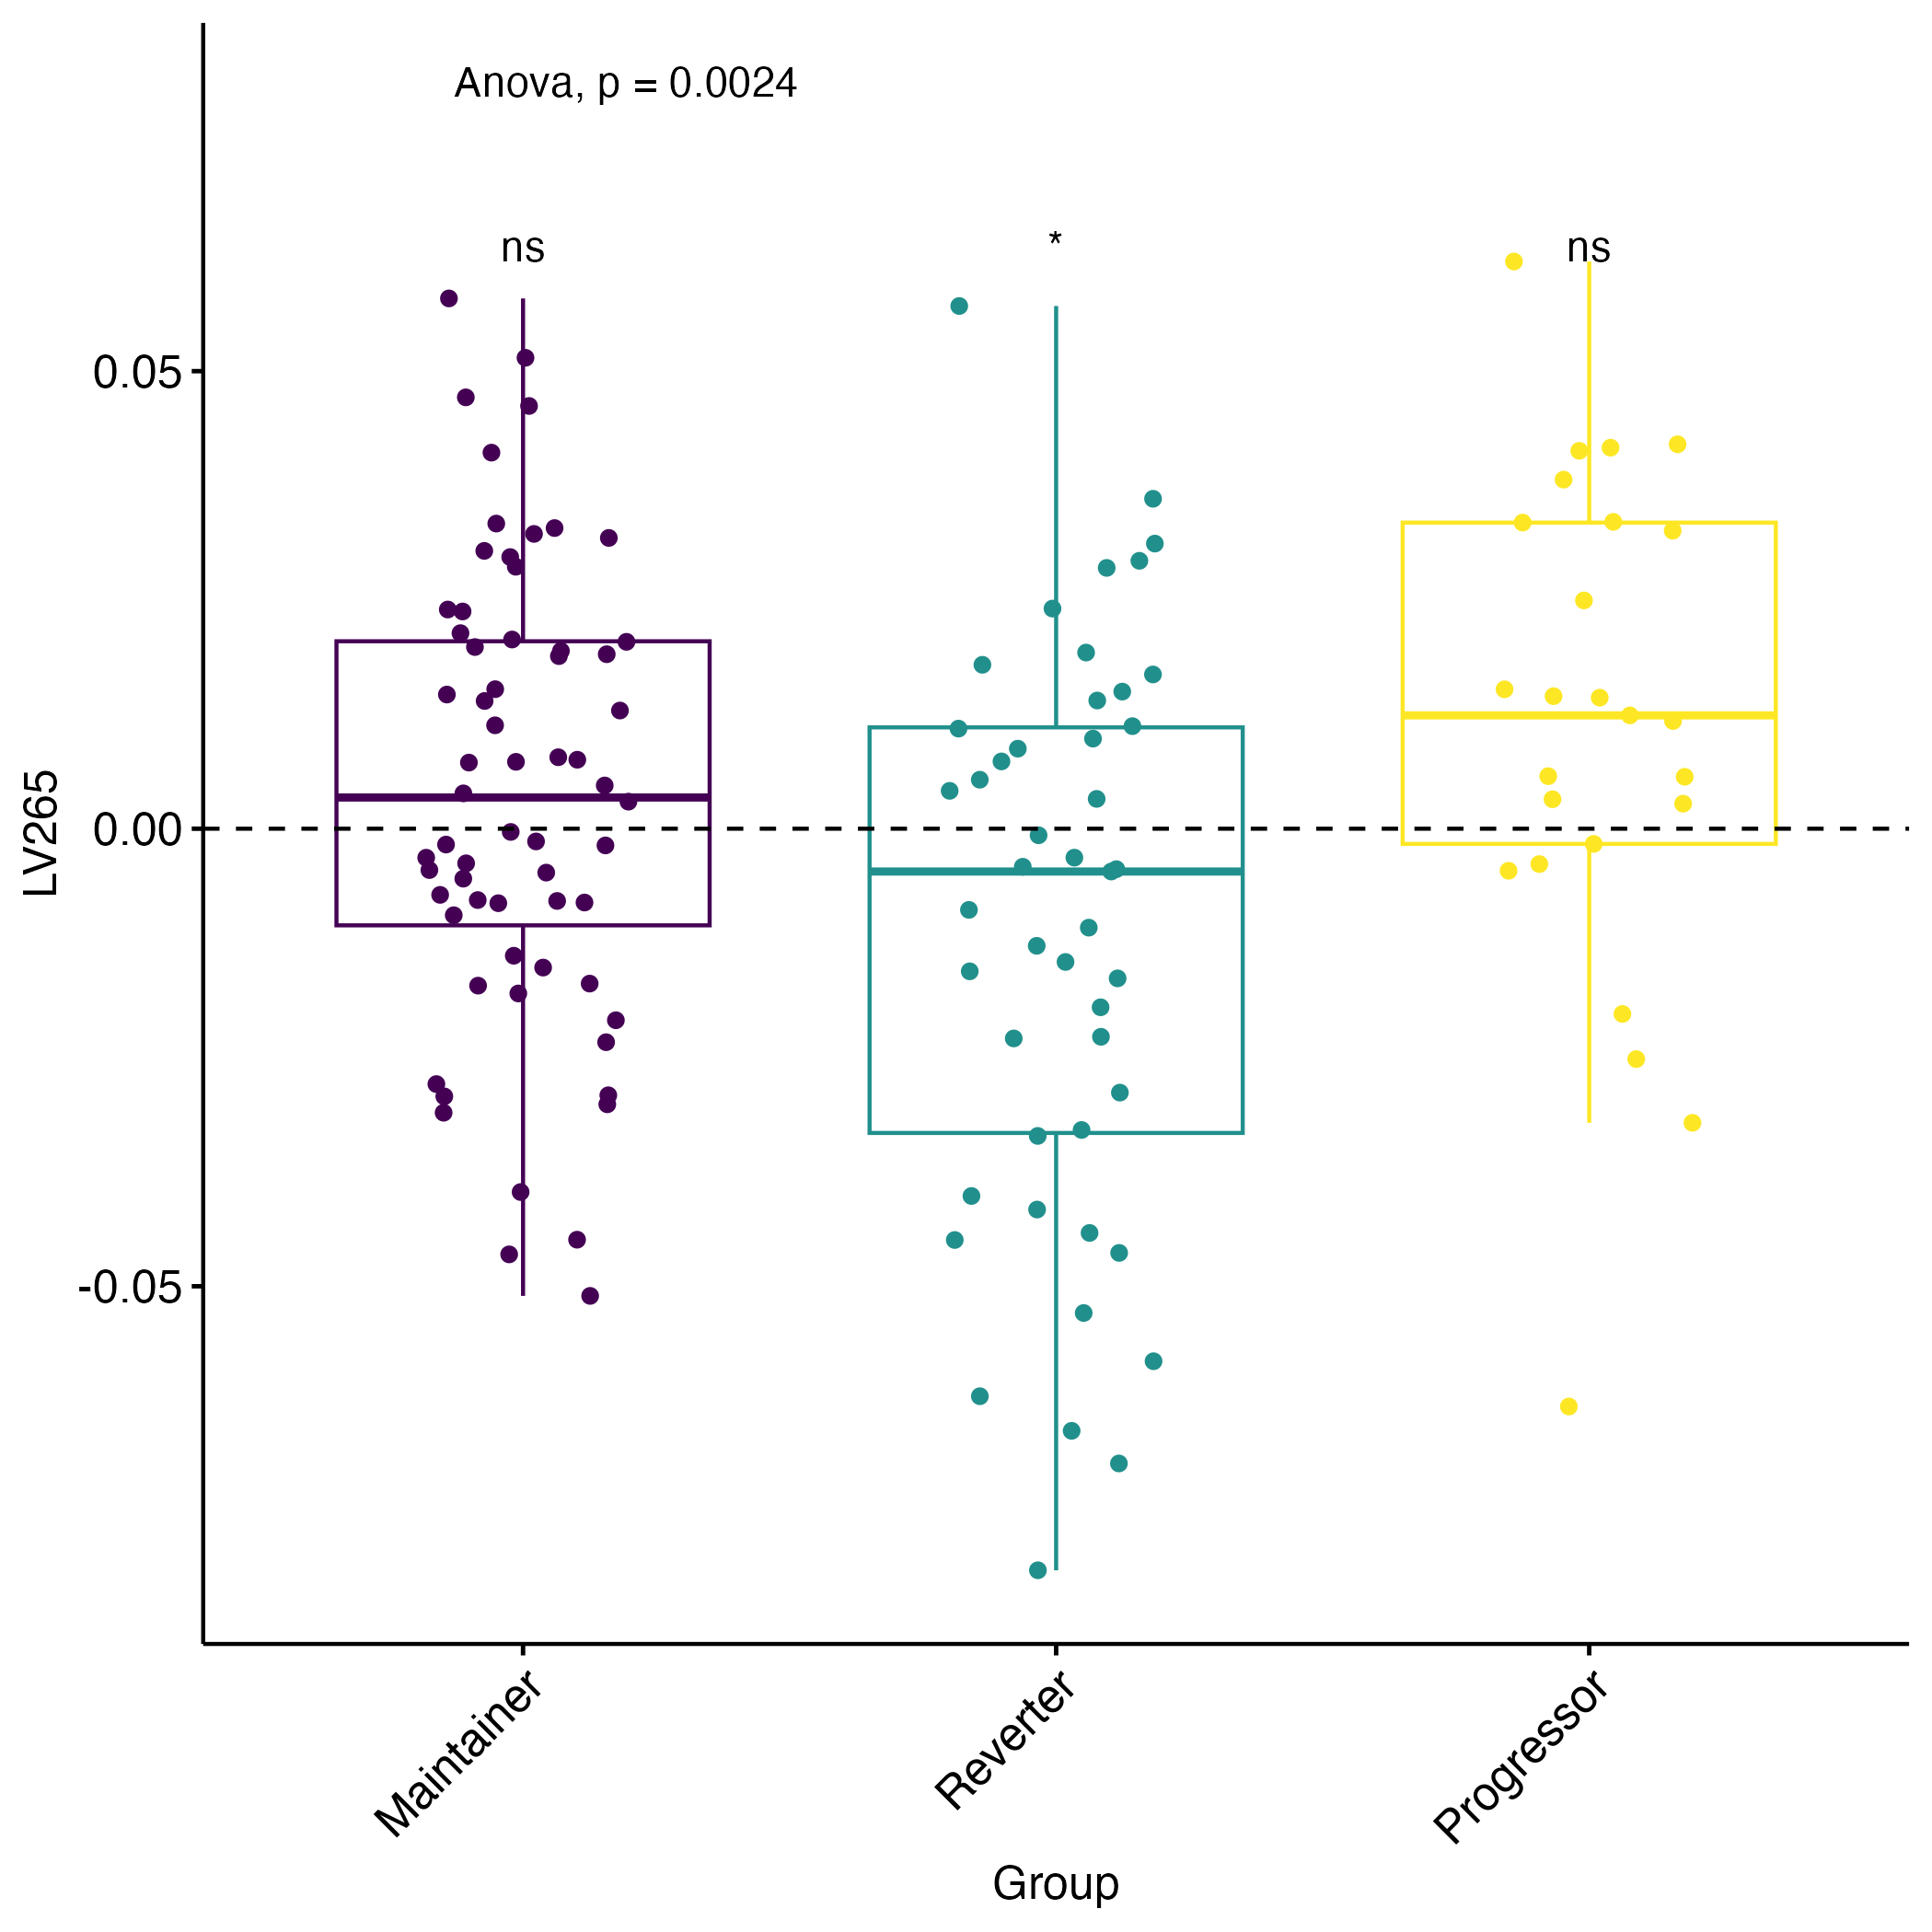 Anova, p = 0.0024
ns
*
ns
0.05
0.00
-0.05
LV265
Maintainer
Reverter
Progressor
Group